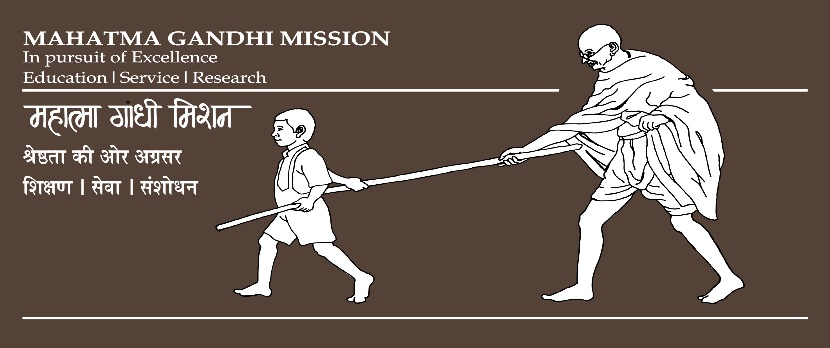 MAHATMA GANDHI MISSION
In pursuit of Excellence
Education | Service | Research
महात्मा गांधी मिशन
श्रेष्ठता की ओर अग्रसर
शिक्षण | सेवा | संशोधन